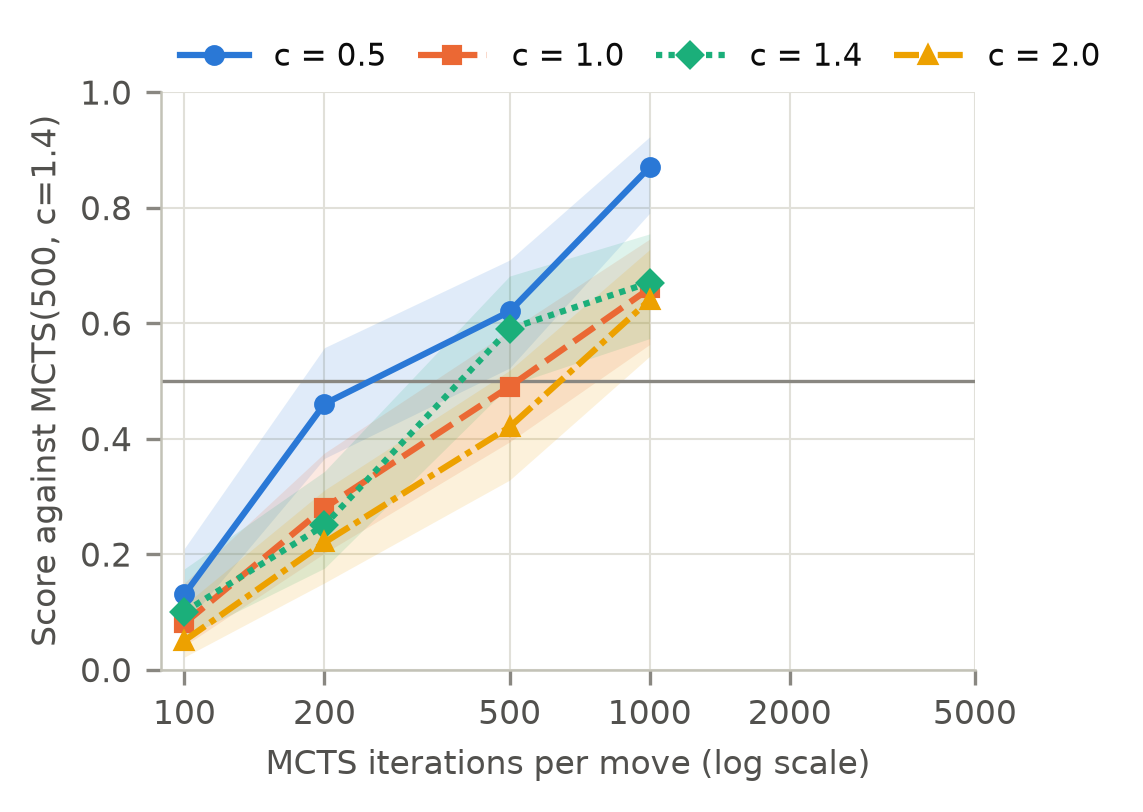 c = 0.5 c = 1.0 c = 1.4 c = 2.0
Score against MCTS(500, c=1.4)
1.0
0.8
0.6
0.4
0.2
0.0
100 200 500 1000 2000 5000
MCTS iterations per move (log scale)